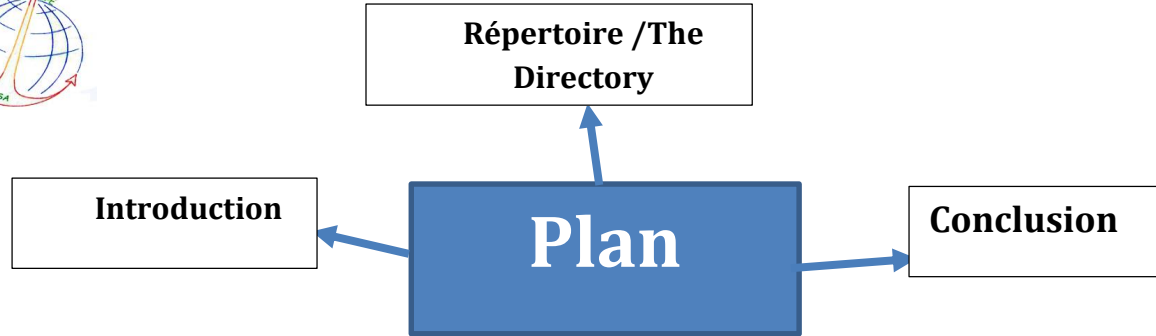 Répertoire /The
Directory
Introduction
Plan
Conclusion